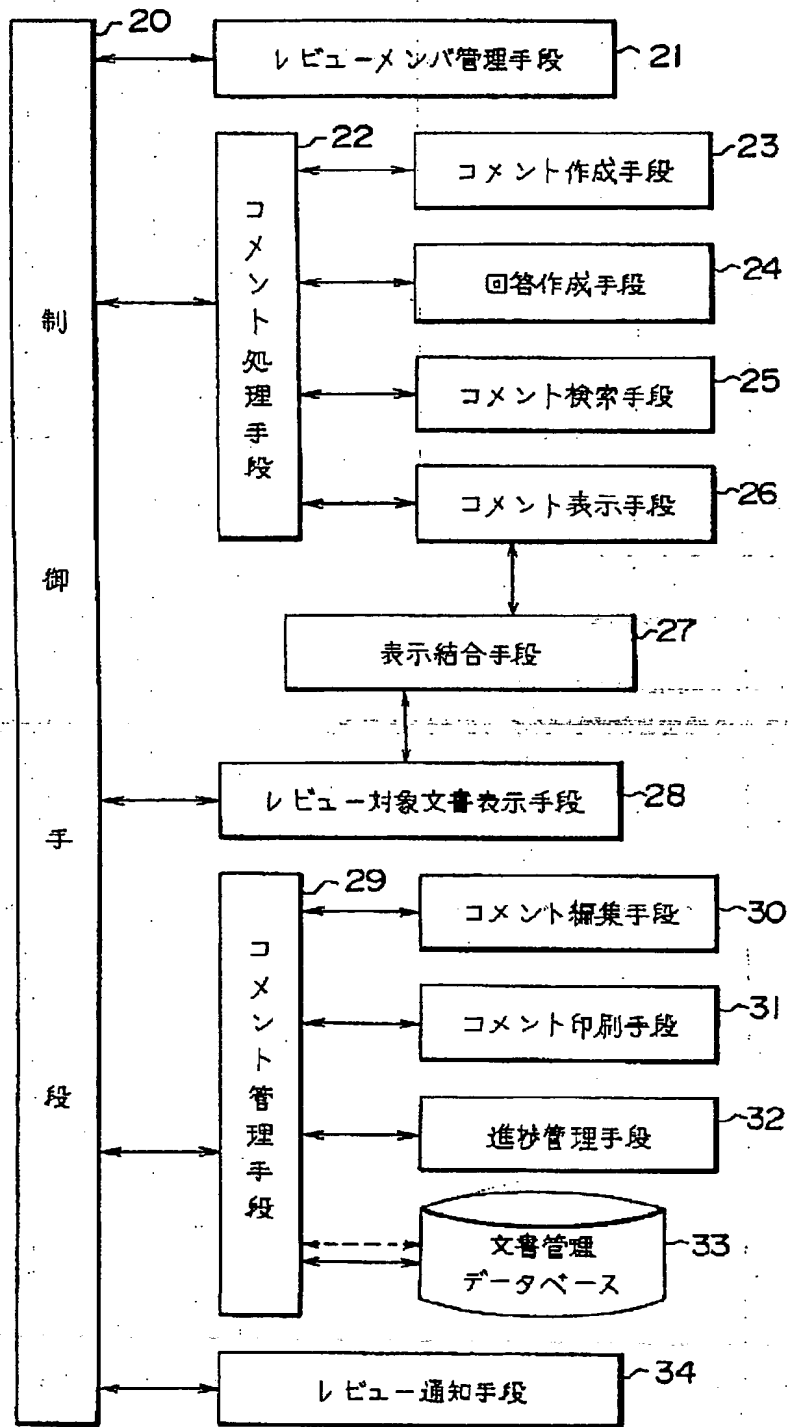 20
制御手段
レビューメンバ管理手段
21
22
コメント処理手段
コメント作成手段
23
回答作成手段
24
コメント検索手段
25
コメント表示手段
26
表示結合手段
27
レビュー対象文書表示手段
28
29
コメント管理手段
コメント編集手段
30
コメント印刷手段
31
進捗管理手段
32
文書管理
データベース
33
レビュー通知手段
34